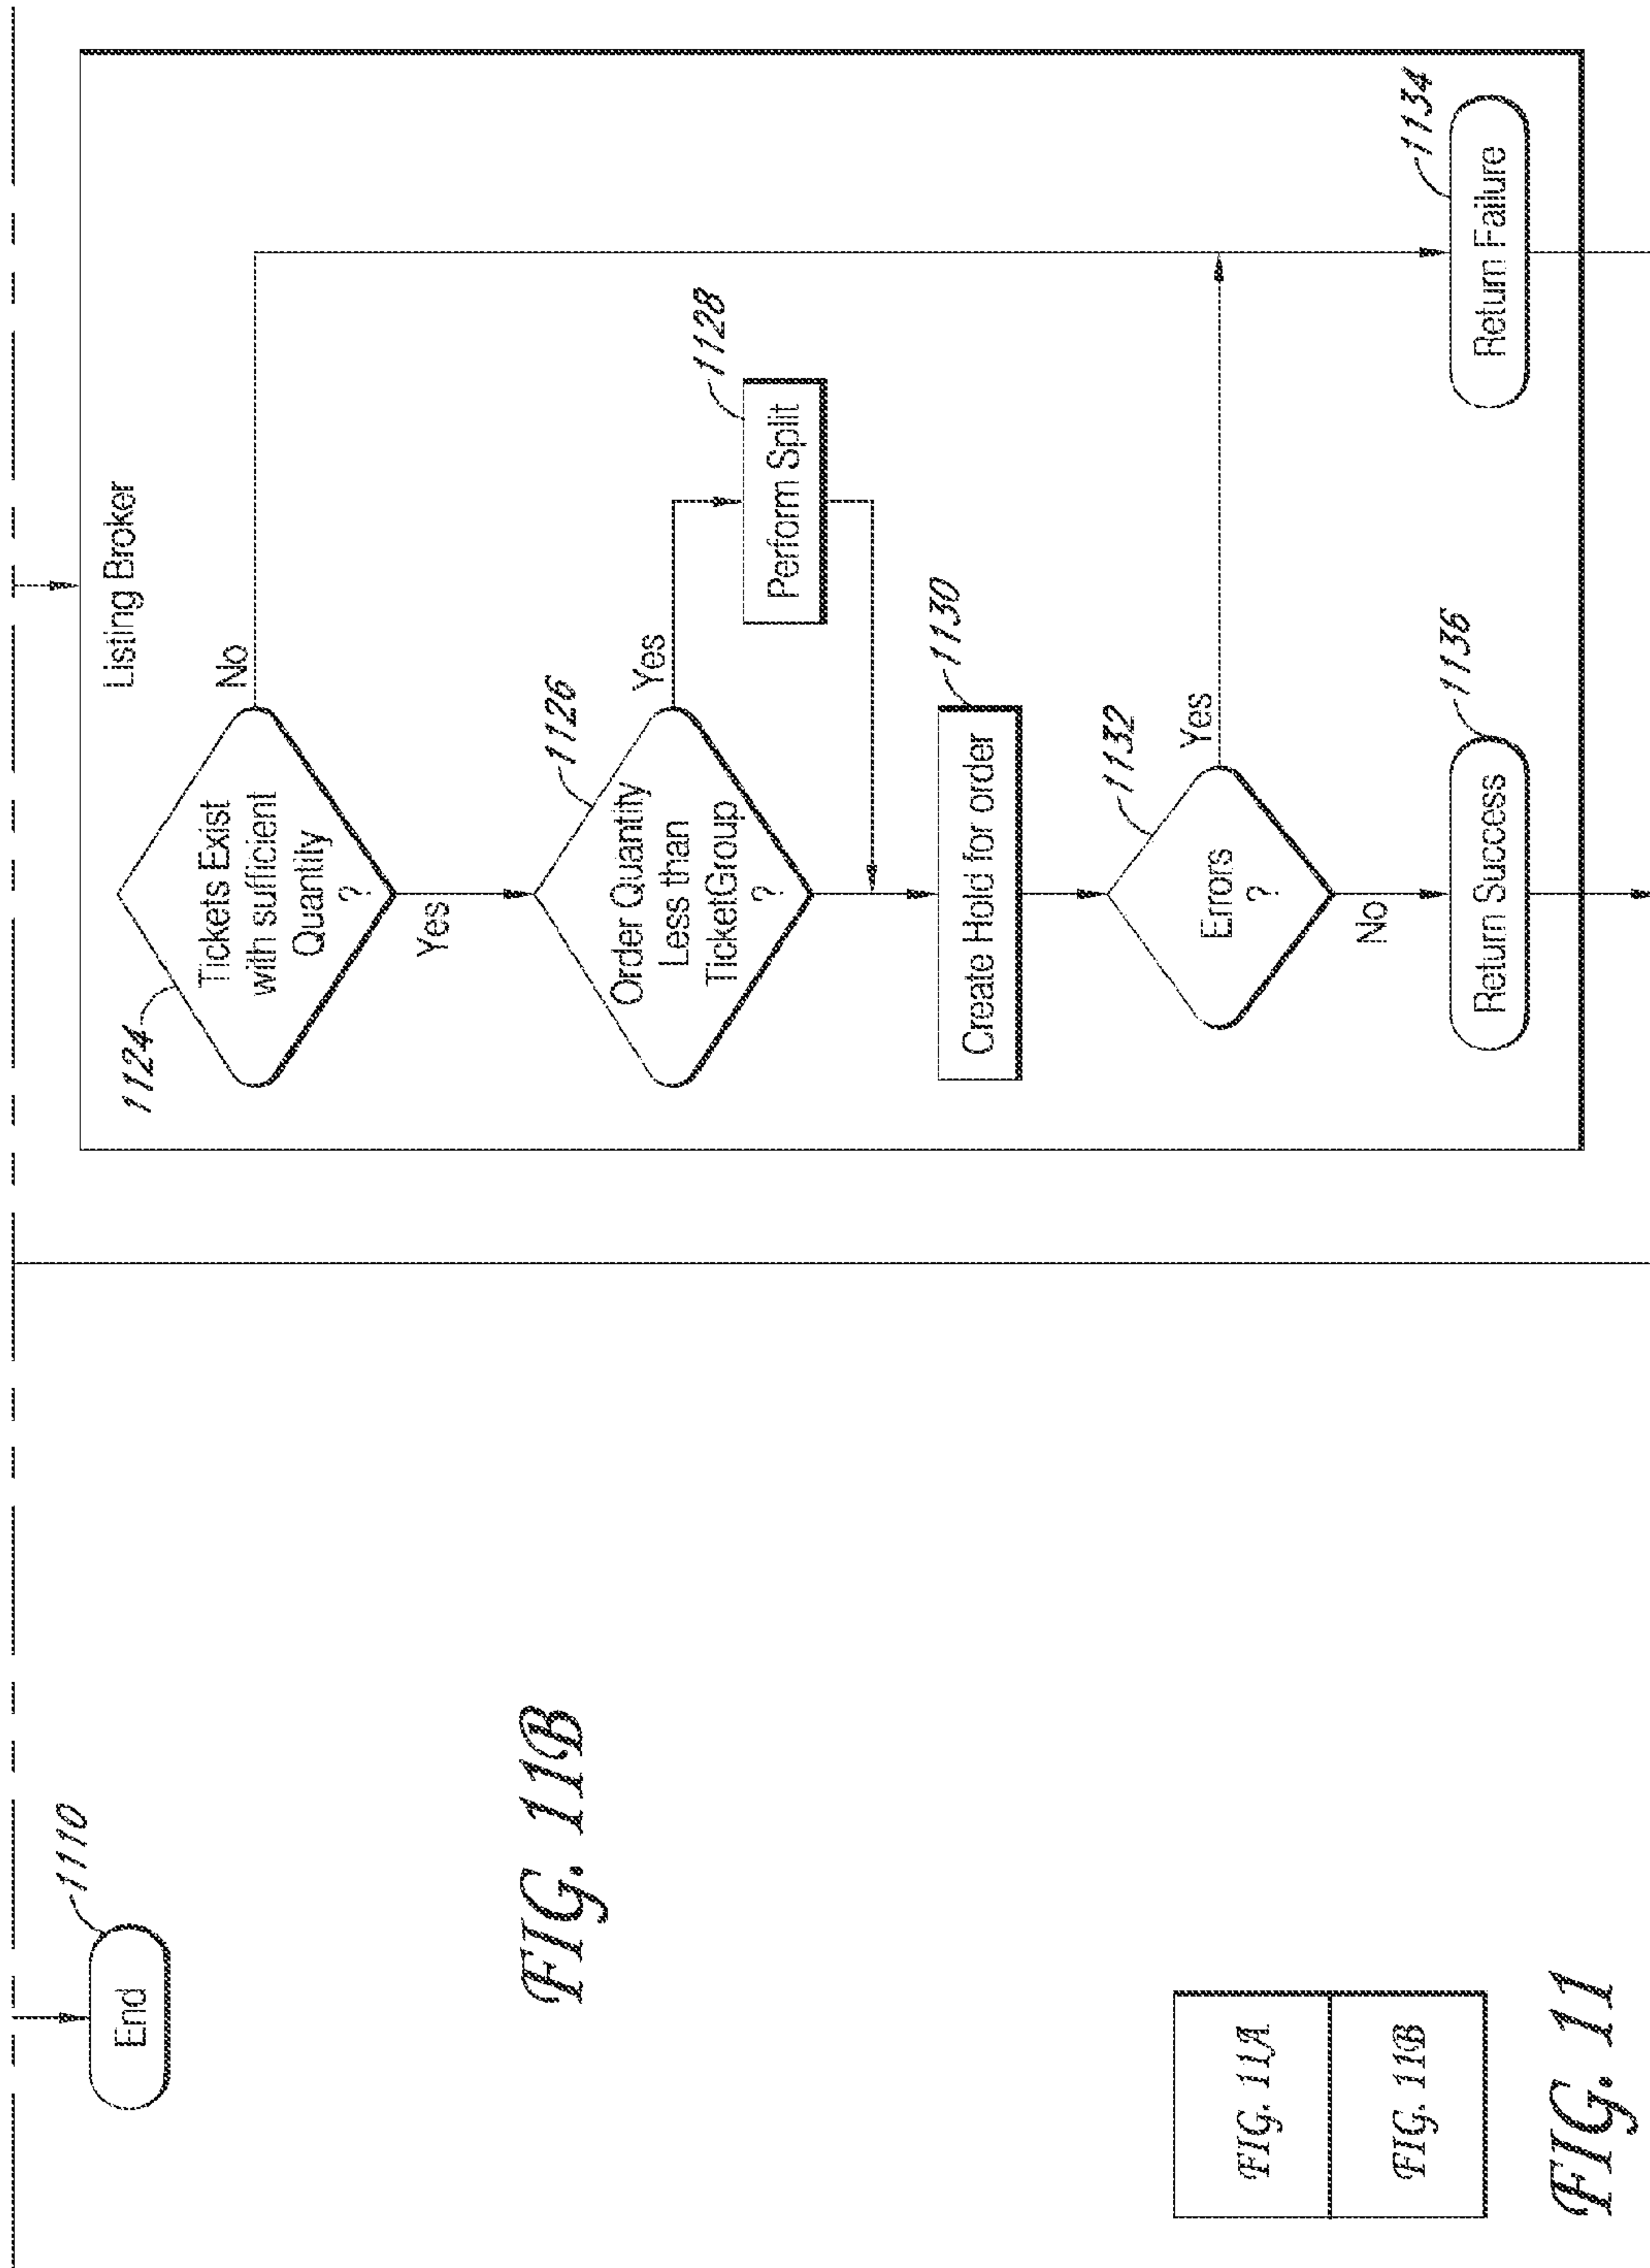 End
1110
FIG. 11B
FIG. 11A
FIG. 11B
FIG. 11
Listing Broker
1124
Tickets Exist
with sufficient
Quantity
?
No
Yes
1126
Order Quantity
Less than
TicketGroup
?
Yes
1128
Perform Split
1130
Create Hold for order
1132
Errors
?
Yes
No
1136
Return Success
1134
Return Failure